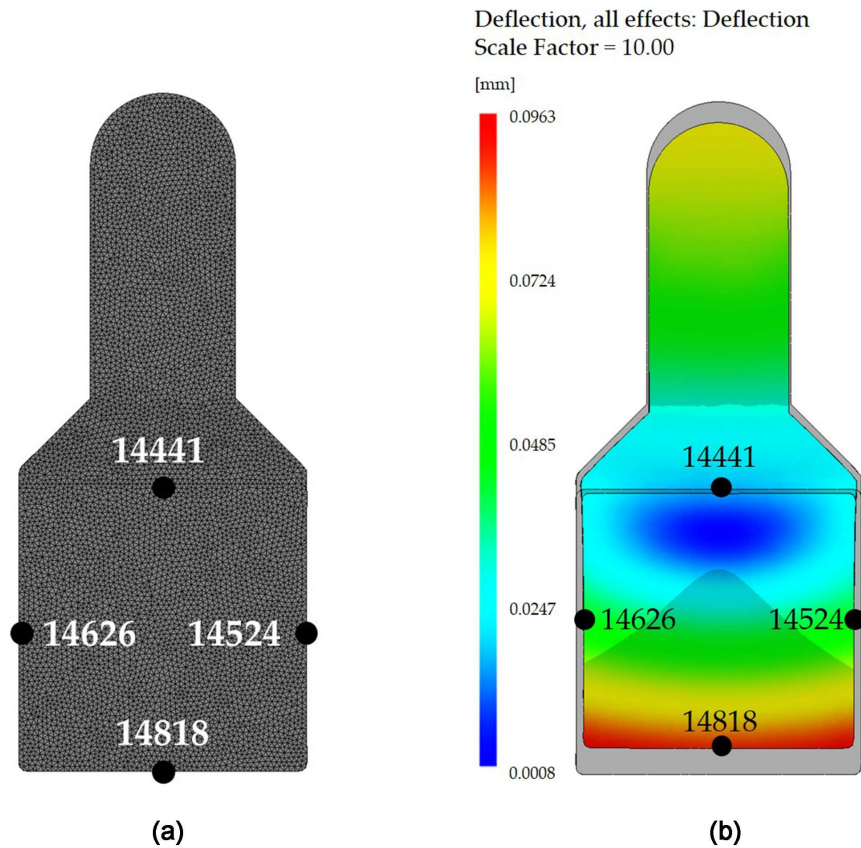 Deflection, all effects: Deflection
Scale Factor = 10.00
[mm]
0.0963
0.0724
0.0485
0.0247
0.0008
14441
14626 14524
14818
14441
14626 14524
14818
(a) (b)